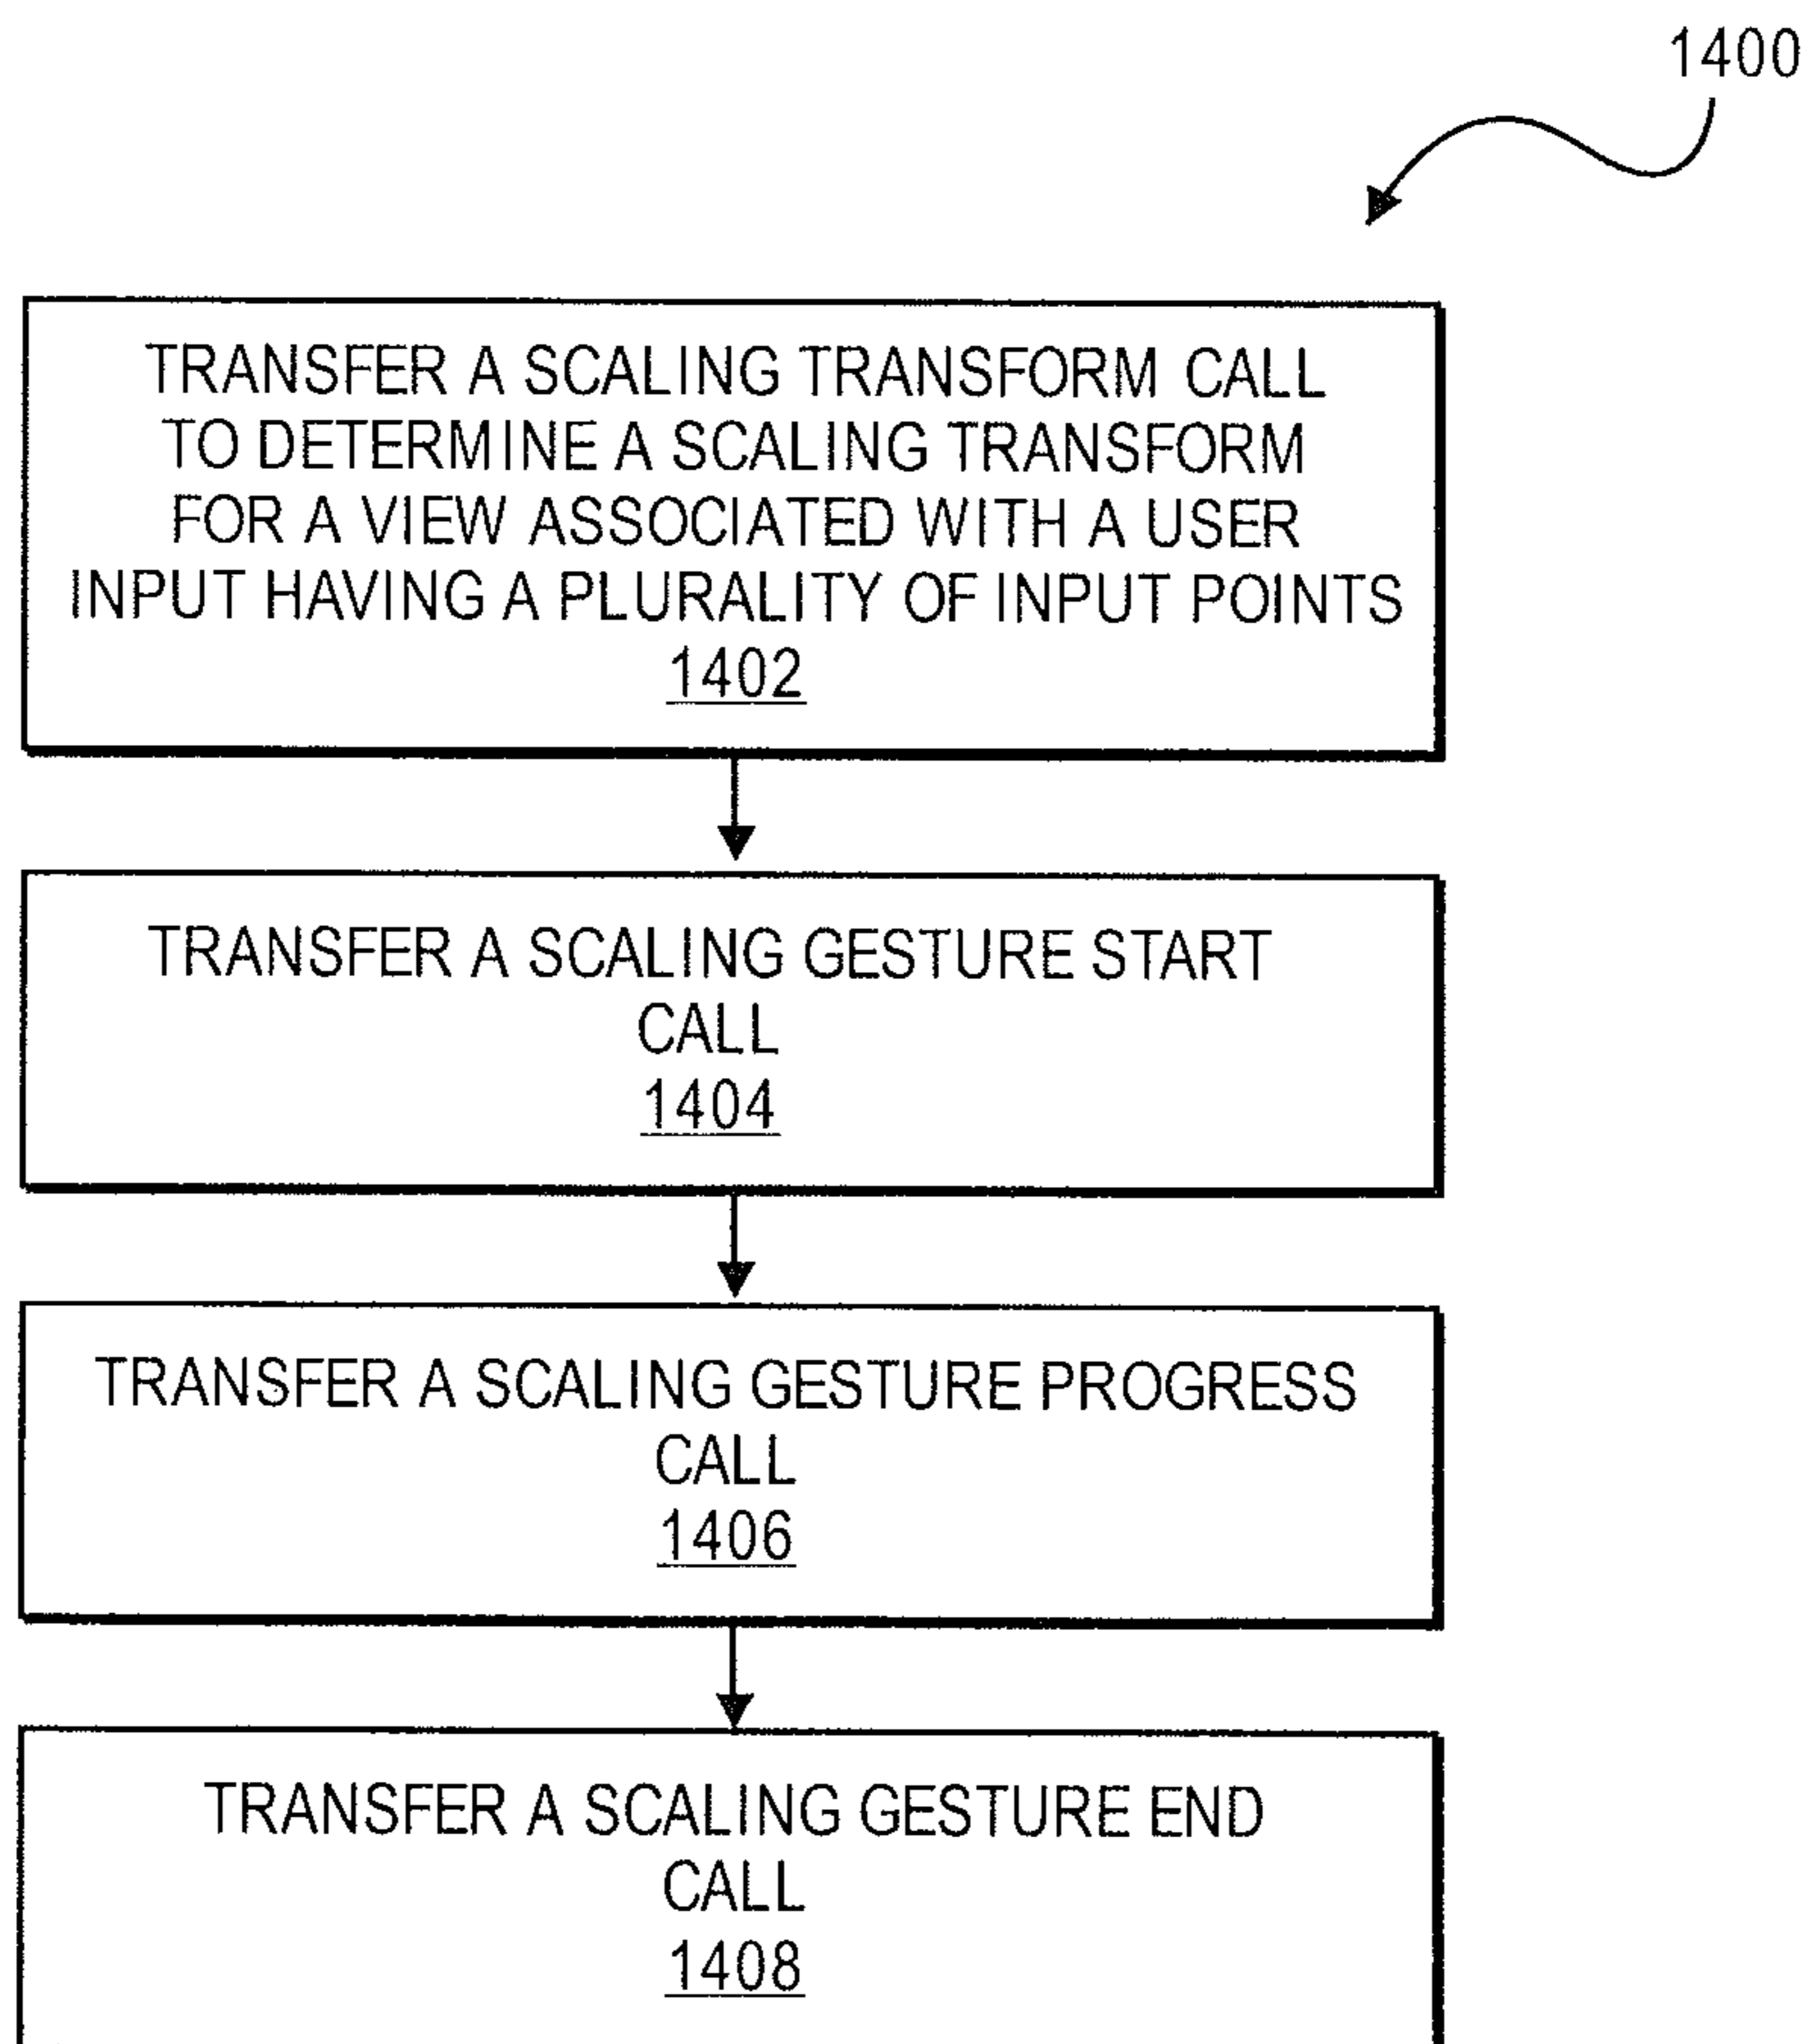 1400
TRANSFER A SCALING TRANSFORM CALL
TO DETERMINE A SCALING TRANSFORM
FOR A VIEW ASSOCIATED WITH A USER
INPUT HAVING A PLURALITY OF INPUT POINTS
1402
TRANSFER A SCALING GESTURE START
CALL
1404
TRANSFER A SCALING GESTURE PROGRESS
CALL
1406
TRANSFER A SCALING GESTURE END
CALL
1408